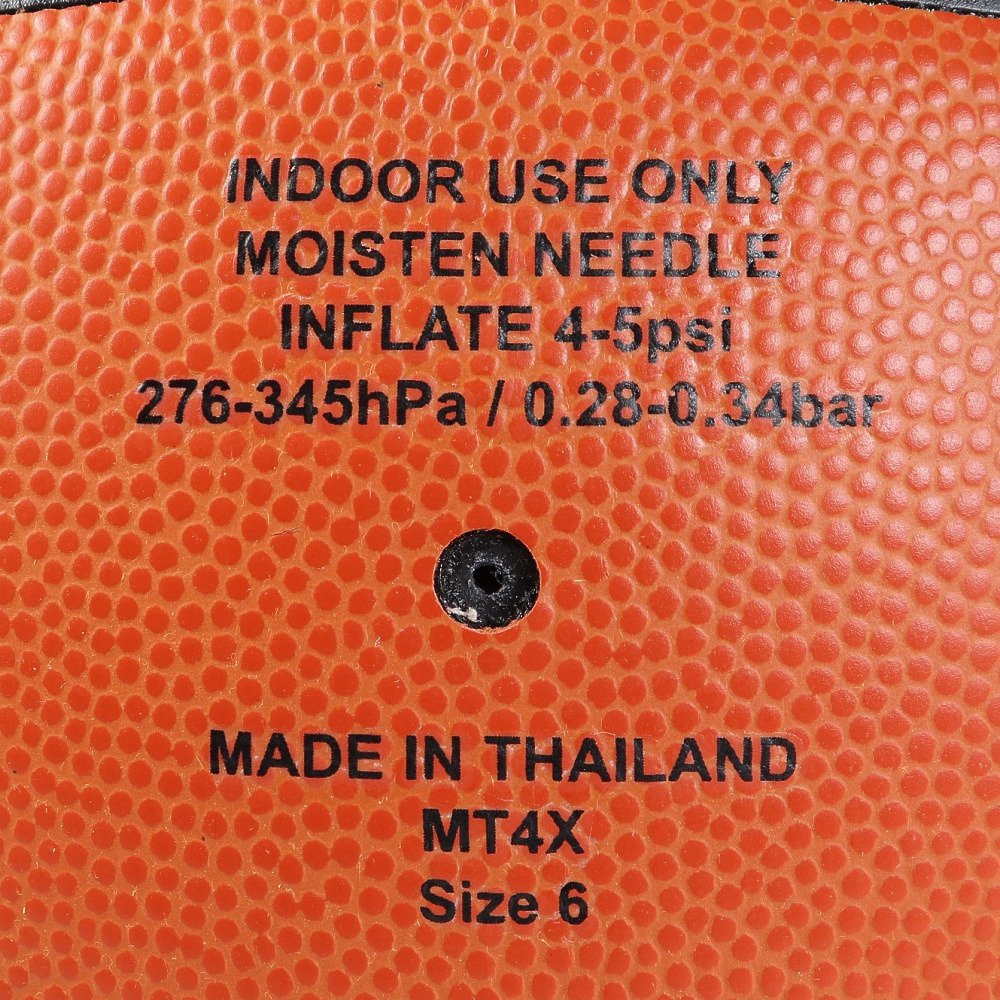 INDOOR USE ONLY
MOISTEN NEEDLE
INFLATE 4-5psi
276-345hPa / 0.28-0.34bar
MADE IN THAILAND
MT4X
Size 6